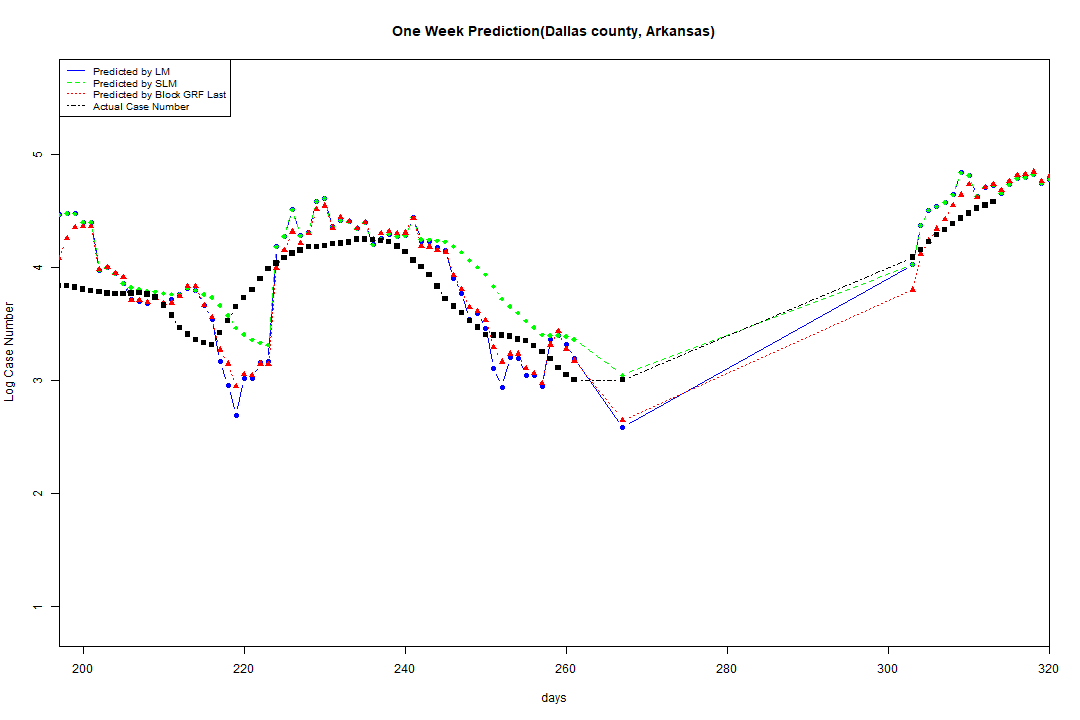 One Week Prediction(Dallas county, Arkansas)
Predicted by LM
Predicted by SLM
Predicted by Block GRF Last
Actual Case Number
5
4
3
2
1
Log Case Number
200 220 240 260 280 300 320
days